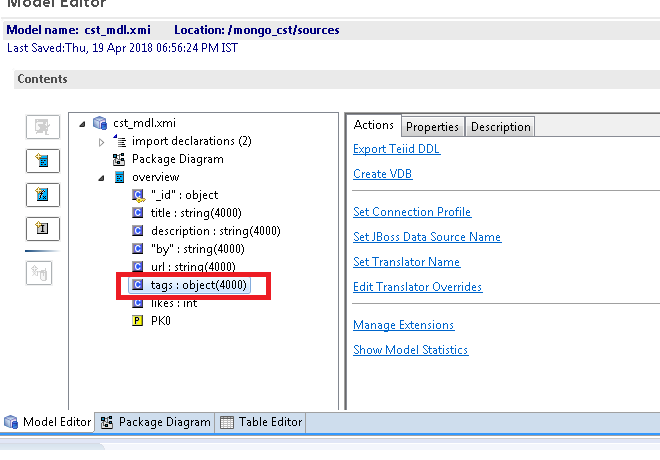 Model Editor
Model name: cst_mdl.xmi Location: /mongo_cst/sources
Last Saved:Thu, 19 Apr 2018 06:56:24 PM IST
Contents
cst_mdl.xmi
import declarations (2)
Package Diagram
overview
"_id" : object
title : string(4000)
description : string(4000)
"by" : string(4000)
url : string(4000)
tags : object(4000)
likes : int
PK0
Actions Properties Description
Export Teiid DDL
Create VDB
Set Connection Profile
Set JBoss Data Source Name
Set Translator Name
Edit Translator Overrides
Manage Extensions
Show Model Statistics
Model Editor Package Diagram Table Editor